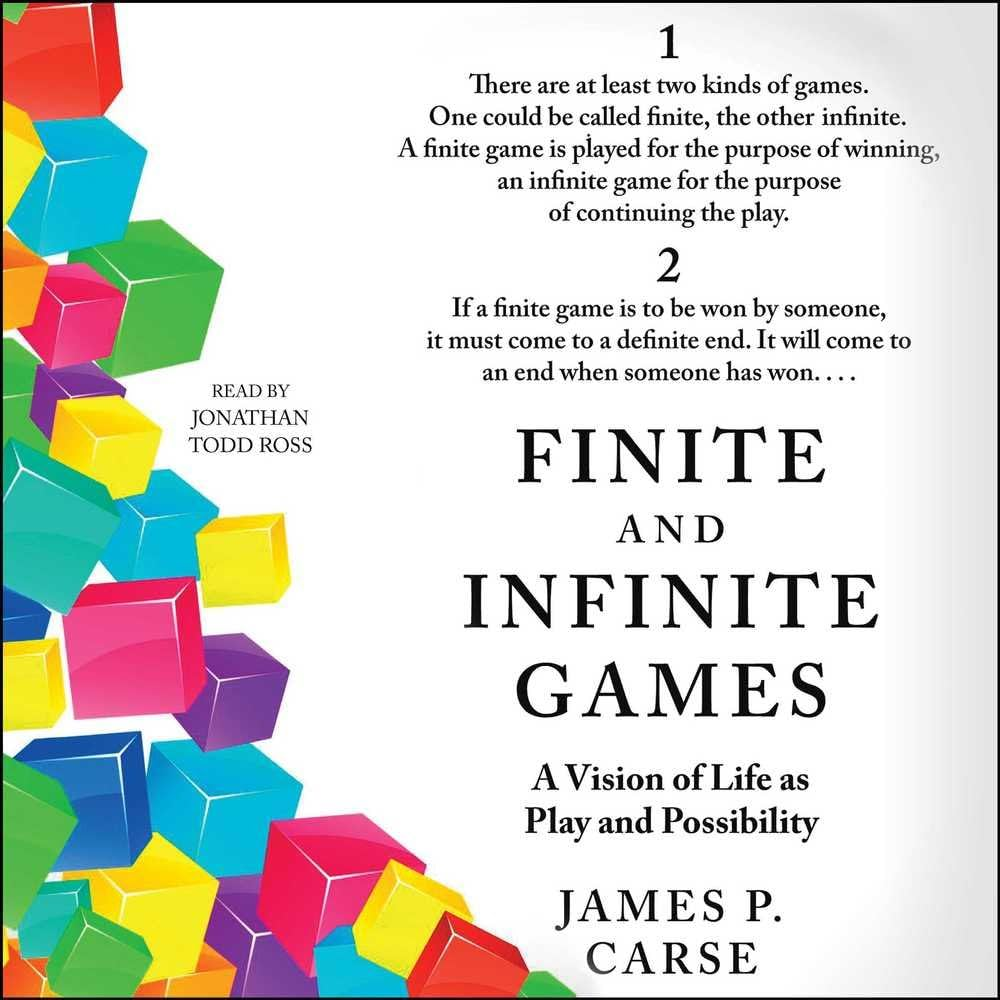 1
There are at least two kinds of games.
One could be called finite, the other infinite.
A finite game is played for the purpose of winning,
an infinite game for the purpose
of continuing the play.
2
If a finite game is to be won by someone,
it must come to a definite end. It will come to
an end when someone has won. . . .
READ BY
JONATHAN
TODD ROSS
FINITE
AND
INFINITE
GAMES
A Vision of Life as
Play and Possibility
JAMES P.
CARSE